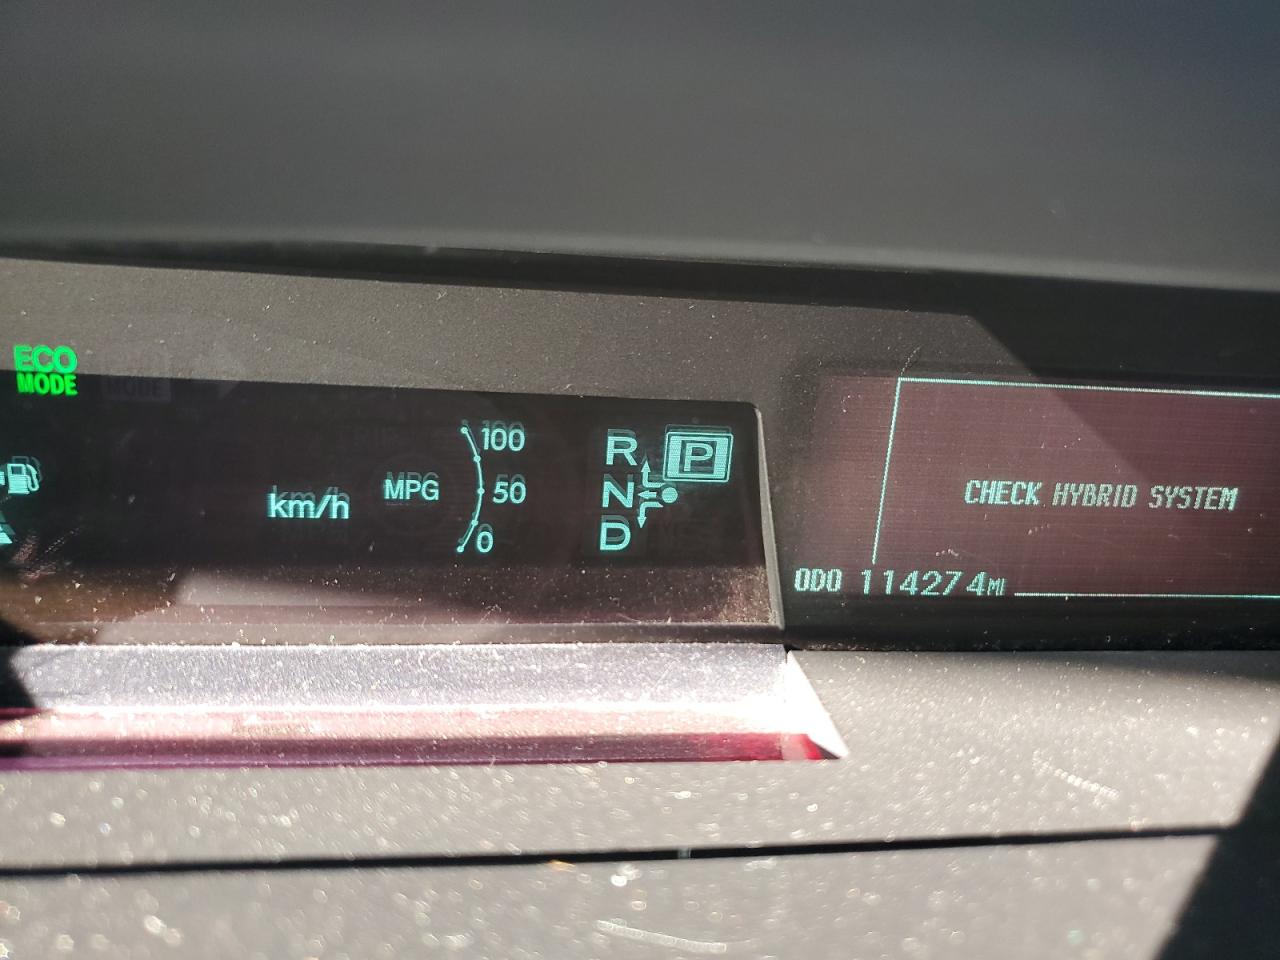 ECO
MODE
km/h
MPG
100
50
0
R
N
D
P
CHECK HYBRID SYSTEM
ODO 114274MI